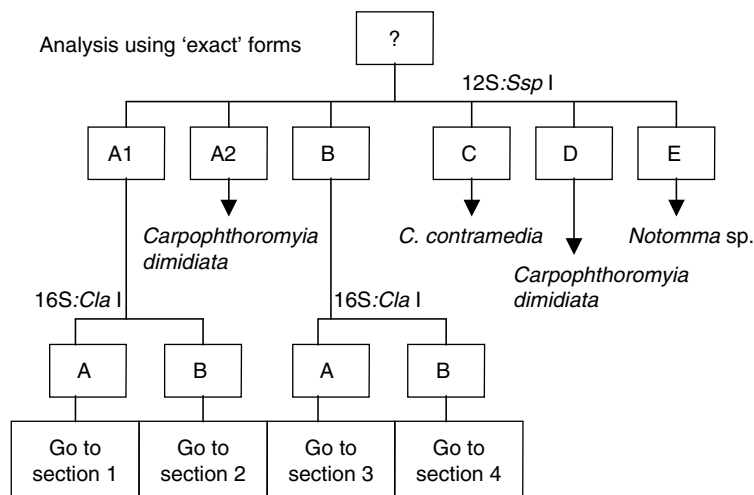 Analysis using ‘exact’ forms
?
12S:Ssp I
A1
A2
B
C
D
E
Carpophthoromyia
dimidiata
C. contramedia
Notomma sp.
Carpophthoromyia
dimidiata
16S:Cla I
16S:Cla I
A
B
A
B
Go to
section 1
Go to
section 2
Go to
section 3
Go to
section 4